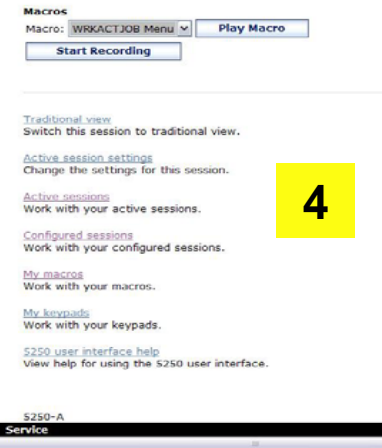 Macros
Macro: WRKACTJOB Menu Play Macro
Start Recording
Traditional view
Switch this session to traditional view.
Active session settings
Change the settings for this session.
Active sessions
Work with your active sessions.
4
Configured sessions
Work with your configured sessions.
My macros
Work with your macros.
My keypads
Work with your keypads.
5250 user interface help
View help for using the 5250 user interface.
5250-A
Service